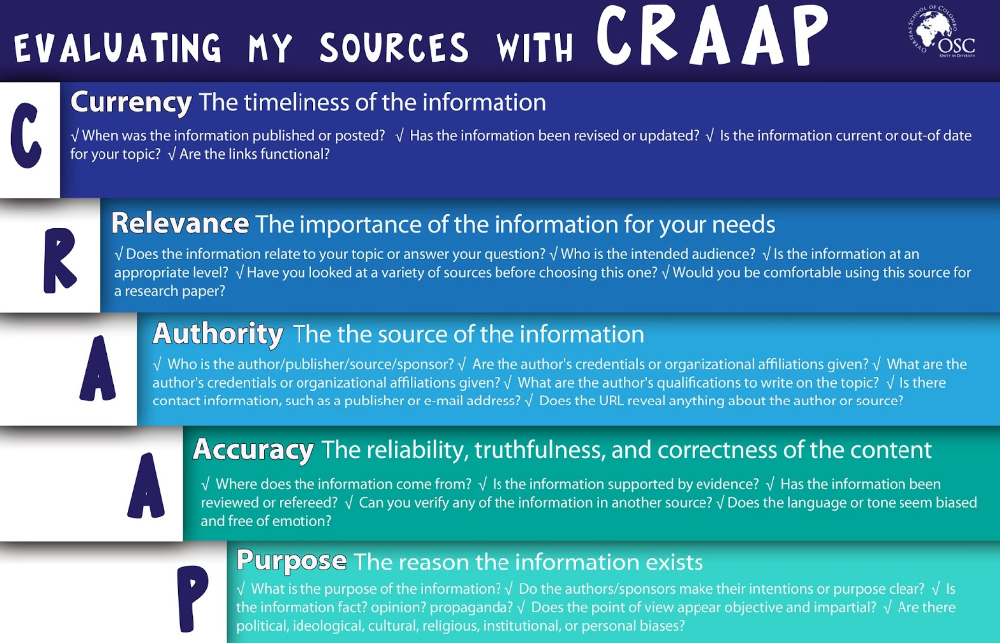 EVALUATING MY SOURCES WITH CRAAP
OVERSEAS SCHOOL OF COLOMBO
OSC
UNITY IN DIVERSITY
C
Currency The timeliness of the information
√ When was the information published or posted? √ Has the information been revised or updated? √ Is the information current or out-of date
for your topic? √ Are the links functional?
R
Relevance The importance of the information for your needs
√ Does the information relate to your topic or answer your question? √ Who is the intended audience? √ Is the information at an
appropriate level? √ Have you looked at a variety of sources before choosing this one? √ Would you be comfortable using this source for
a research paper?
A
Authority The the source of the information
√ Who is the author/publisher/source/sponsor? √ Are the author's credentials or organizational affiliations given? √ What are the
author's credentials or organizational affiliations given? √ What are the author's qualifications to write on the topic? √ Is there
contact information, such as a publisher or e-mail address? √ Does the URL reveal anything about the author or source?
A
Accuracy The reliability, truthfulness, and correctness of the content
√ Where does the information come from? √ Is the information supported by evidence? √ Has the information been
reviewed or refereed? √ Can you verify any of the information in another source? √ Does the language or tone seem biased
and free of emotion?
P
Purpose The reason the information exists
√ What is the purpose of the information? √ Do the authors/sponsors make their intentions or purpose clear? √ Is
the information fact? opinion? propaganda? √ Does the point of view appear objective and impartial? √ Are there
political, ideological, cultural, religious, institutional, or personal biases?